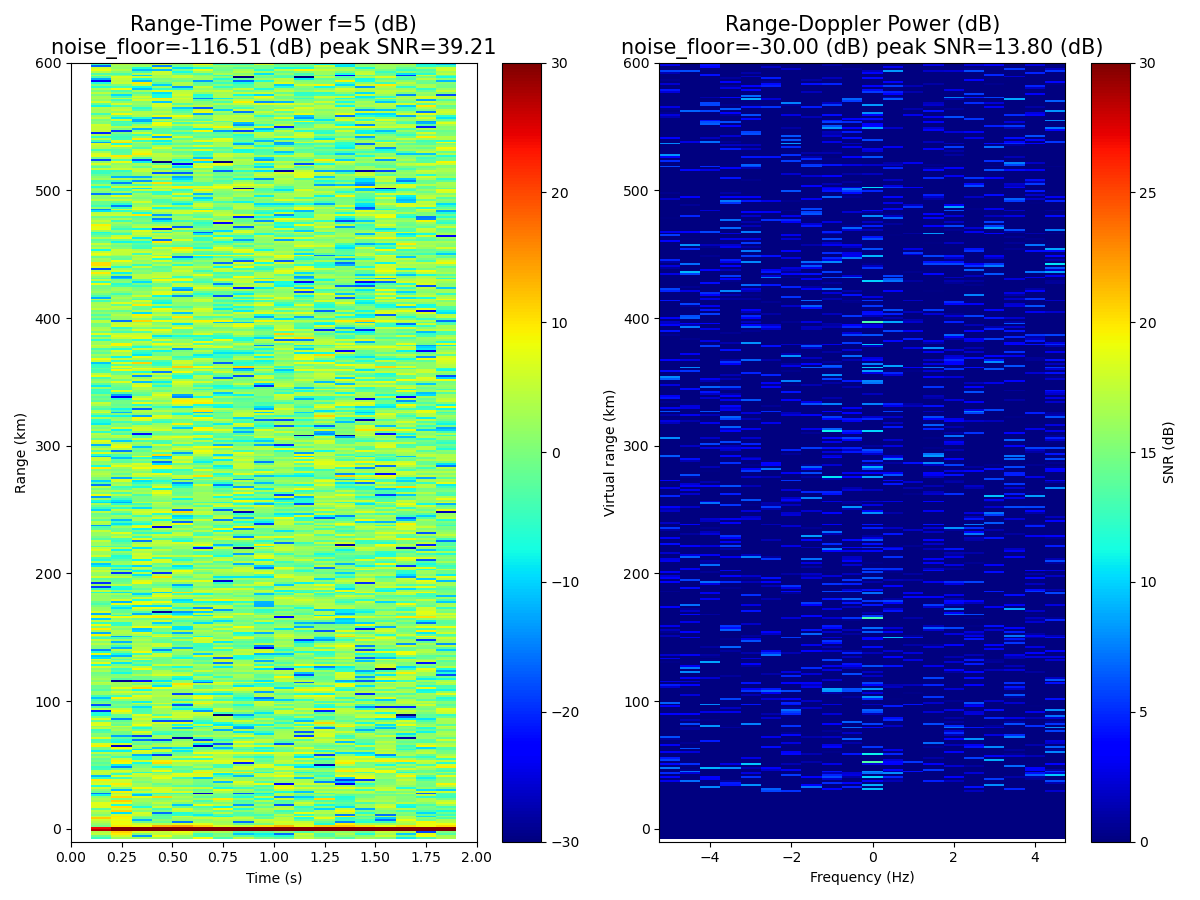 Range-Time Power f=5 (dB)
noise_floor=-116.51 (dB) peak SNR=39.21
Range (km)
600
500
400
300
200
100
0
0.00 0.25 0.50 0.75 1.00 1.25 1.50 1.75 2.00
Time (s)
30
20
10
0
−10
−20
−30
Range-Doppler Power (dB)
noise_floor=-30.00 (dB) peak SNR=13.80 (dB)
Virtual range (km)
600
500
400
300
200
100
0
−4 −2 0 2 4
Frequency (Hz)
30
25
20
15
10
5
0
SNR (dB)